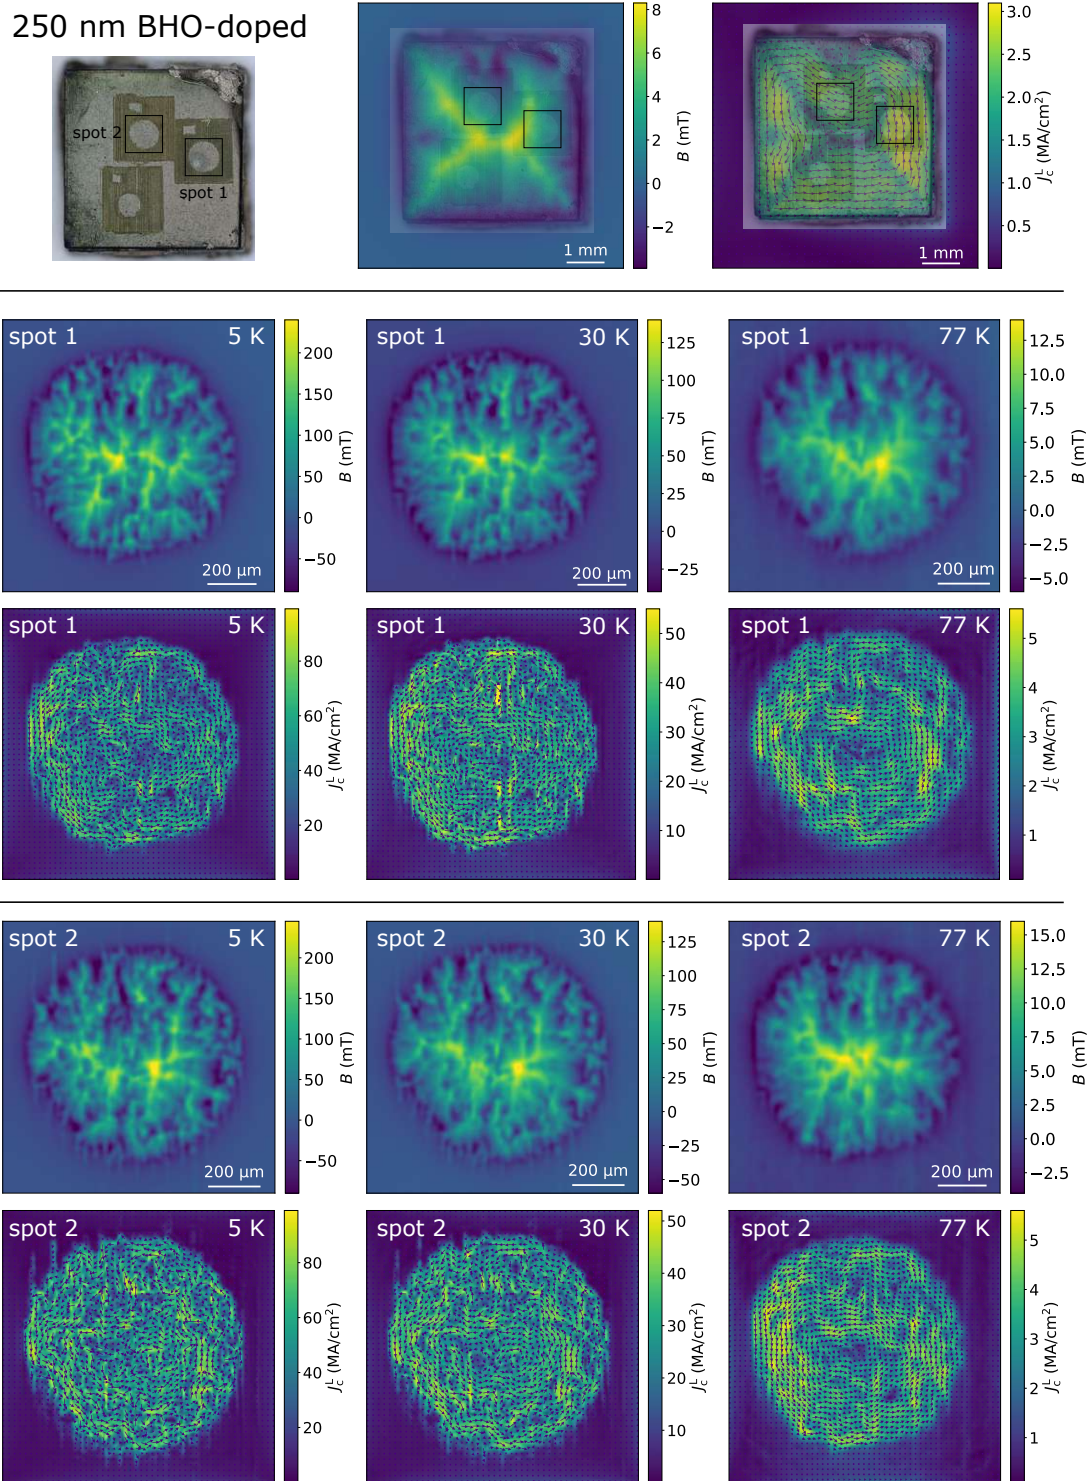 250 nm BHO-doped
spot 2
spot 1
8
6
4
2
0
−2
B (mT)
1 mm
3.0
2.5
2.0
1.5
1.0
0.5
J_c^L (MA/cm²)
1 mm
spot 1 5 K
200 µm
200
150
100
50
0
−50
B (mT)
spot 1 30 K
200 µm
125
100
75
50
25
0
−25
B (mT)
spot 1 77 K
200 µm
12.5
10.0
7.5
5.0
2.5
0.0
−2.5
−5.0
B (mT)
spot 1 5 K
80
60
40
20
J_c^L (MA/cm²)
spot 1 30 K
50
40
30
20
10
J_c^L (MA/cm²)
spot 1 77 K
5
4
3
2
1
J_c^L (MA/cm²)
spot 2 5 K
200 µm
200
150
100
50
0
−50
B (mT)
spot 2 30 K
200 µm
125
100
75
50
25
0
−25
−50
B (mT)
spot 2 77 K
200 µm
15.0
12.5
10.0
7.5
5.0
2.5
0.0
−2.5
B (mT)
spot 2 5 K
80
60
40
20
J_c^L (MA/cm²)
spot 2 30 K
50
40
30
20
10
J_c^L (MA/cm²)
spot 2 77 K
5
4
3
2
1
J_c^L (MA/cm²)